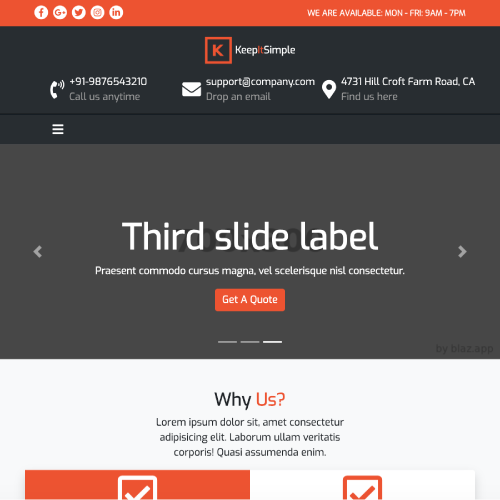 WE ARE AVAILABLE: MON - FRI: 9AM - 7PM
K KeepItSimple
+91-9876543210
Call us anytime
support@company.com
Drop an email
4731 Hill Croft Farm Road, CA
Find us here
Third slide label
Praesent commodo cursus magna, vel scelerisque nisl consectetur.
Get A Quote
by hiaz.app
Why Us?
Lorem ipsum dolor sit, amet consectetur
adipisicing elit. Laborum ullam veritatis
corporis! Quasi assumenda enim.